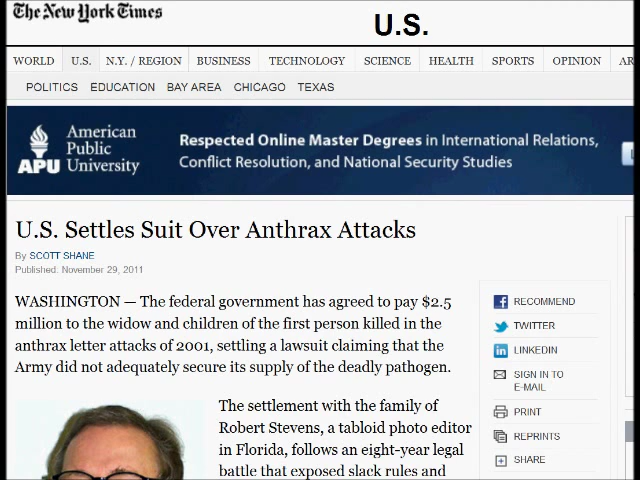 The New York Times
U.S.
WORLD U.S. N.Y. / REGION BUSINESS TECHNOLOGY SCIENCE HEALTH SPORTS OPINION AR
POLITICS EDUCATION BAY AREA CHICAGO TEXAS
APU American Public University
Respected Online Master Degrees in International Relations,
Conflict Resolution, and National Security Studies
U.S. Settles Suit Over Anthrax Attacks
By SCOTT SHANE
Published: November 29, 2011
WASHINGTON — The federal government has agreed to pay $2.5
million to the widow and children of the first person killed in the
anthrax letter attacks of 2001, settling a lawsuit claiming that the
Army did not adequately secure its supply of the deadly pathogen.
The settlement with the family of
Robert Stevens, a tabloid photo editor
in Florida, follows an eight-year legal
battle that exposed slack rules and
RECOMMEND
TWITTER
LINKEDIN
SIGN IN TO
E-MAIL
PRINT
REPRINTS
SHARE